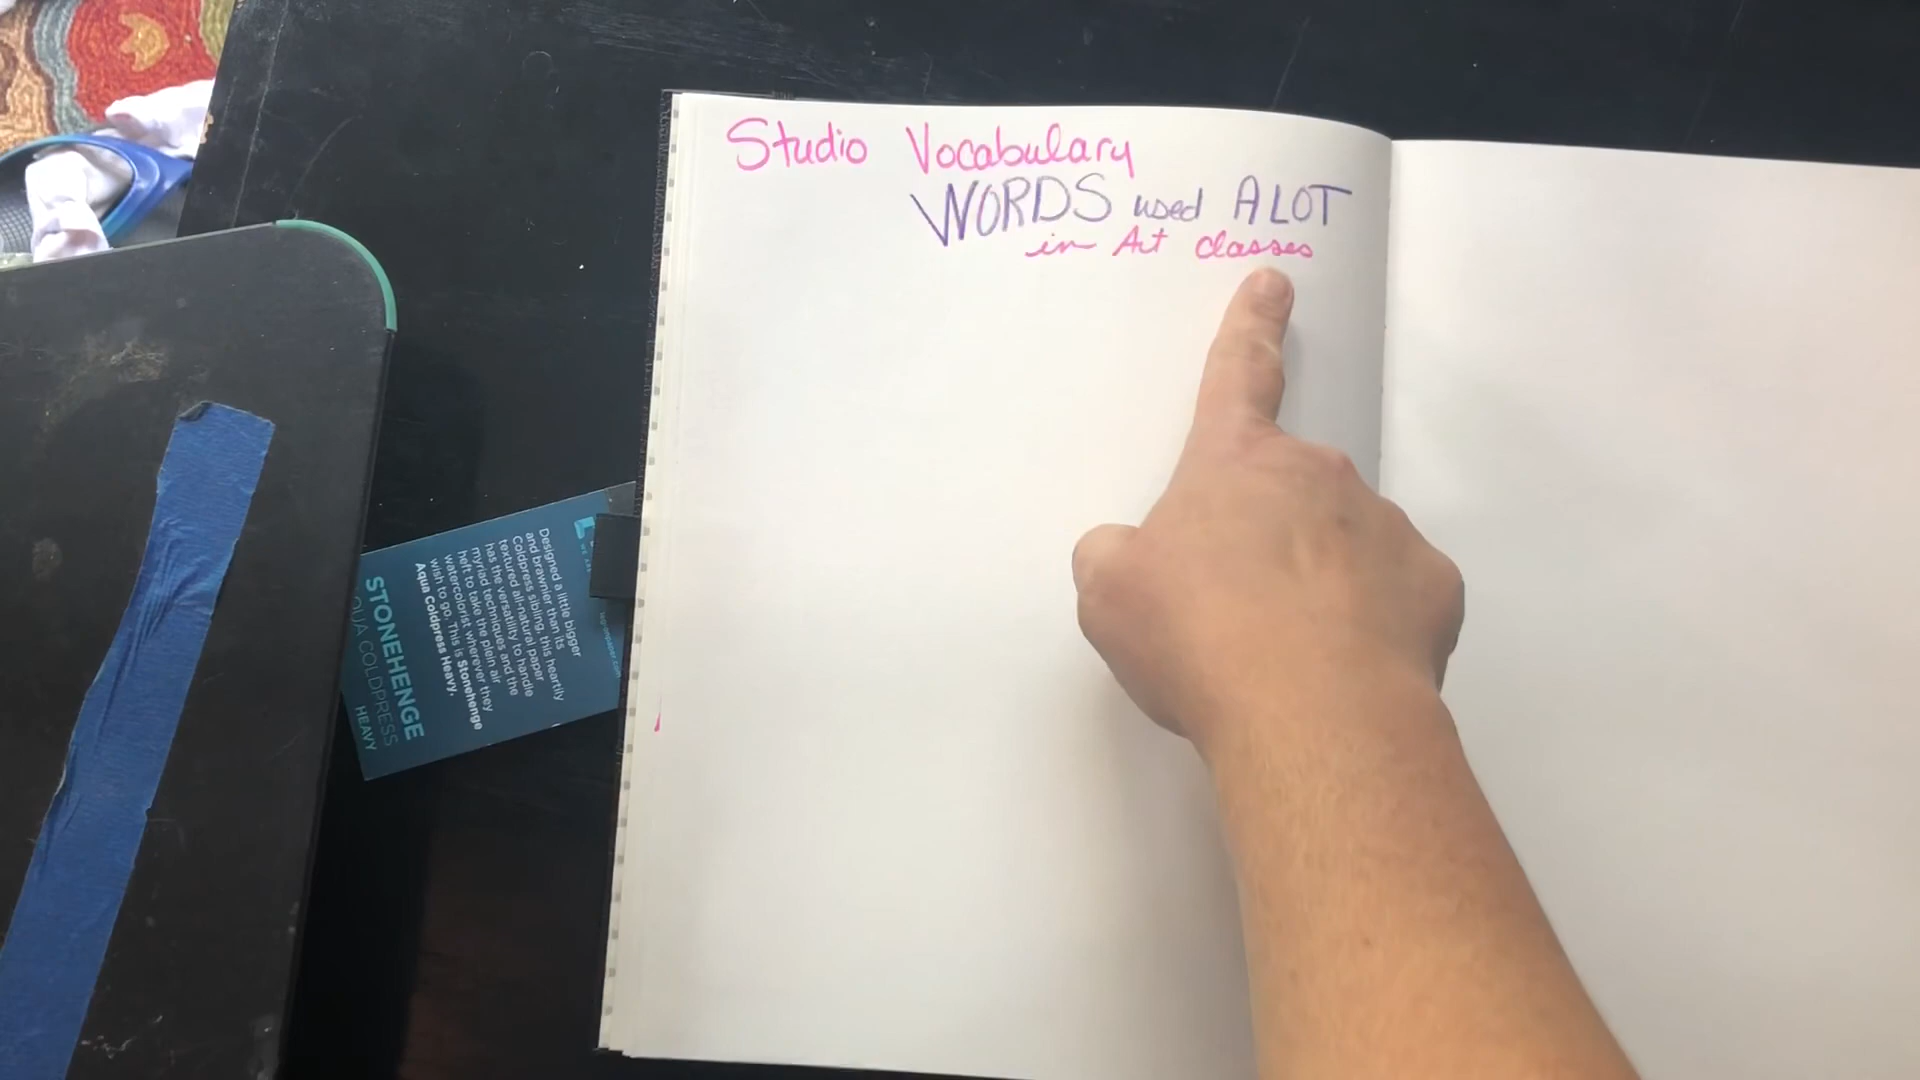 Studio Vocabulary
WORDS used ALOT
in Art classes
Designed a little bigger
and brawnier than its
Coldpress sibling, this heartily
textured all-natural paper
has the versatility to handle
myriad techniques and the
heft to take the plein air
watercolorist wherever they
wish to go. This is Stonehenge
Aqua Coldpress Heavy.
STONEHENGE
QUA COLDPRESS
HEAVY